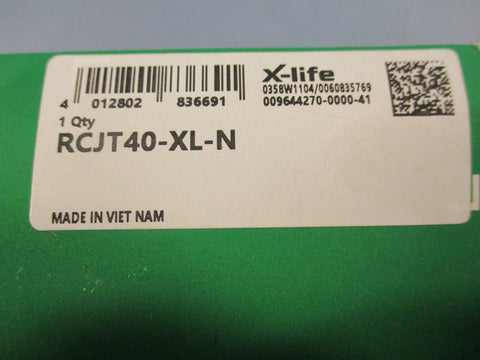 X-life
0358W1104/0060835769
009644270-0000-41
4 012802 836691
1 Qty
RCJT40-XL-N
MADE IN VIET NAM